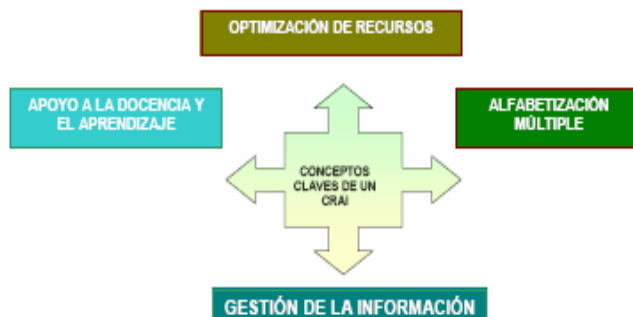 OPTIMIZACIÓN DE RECURSOS
APOYO A LA DOCENCIA Y
EL APRENDIZAJE
ALFABETIZACIÓN
MÚLTIPLE
CONCEPTOS
CLAVES DE UN
CRAI
GESTIÓN DE LA INFORMACIÓN